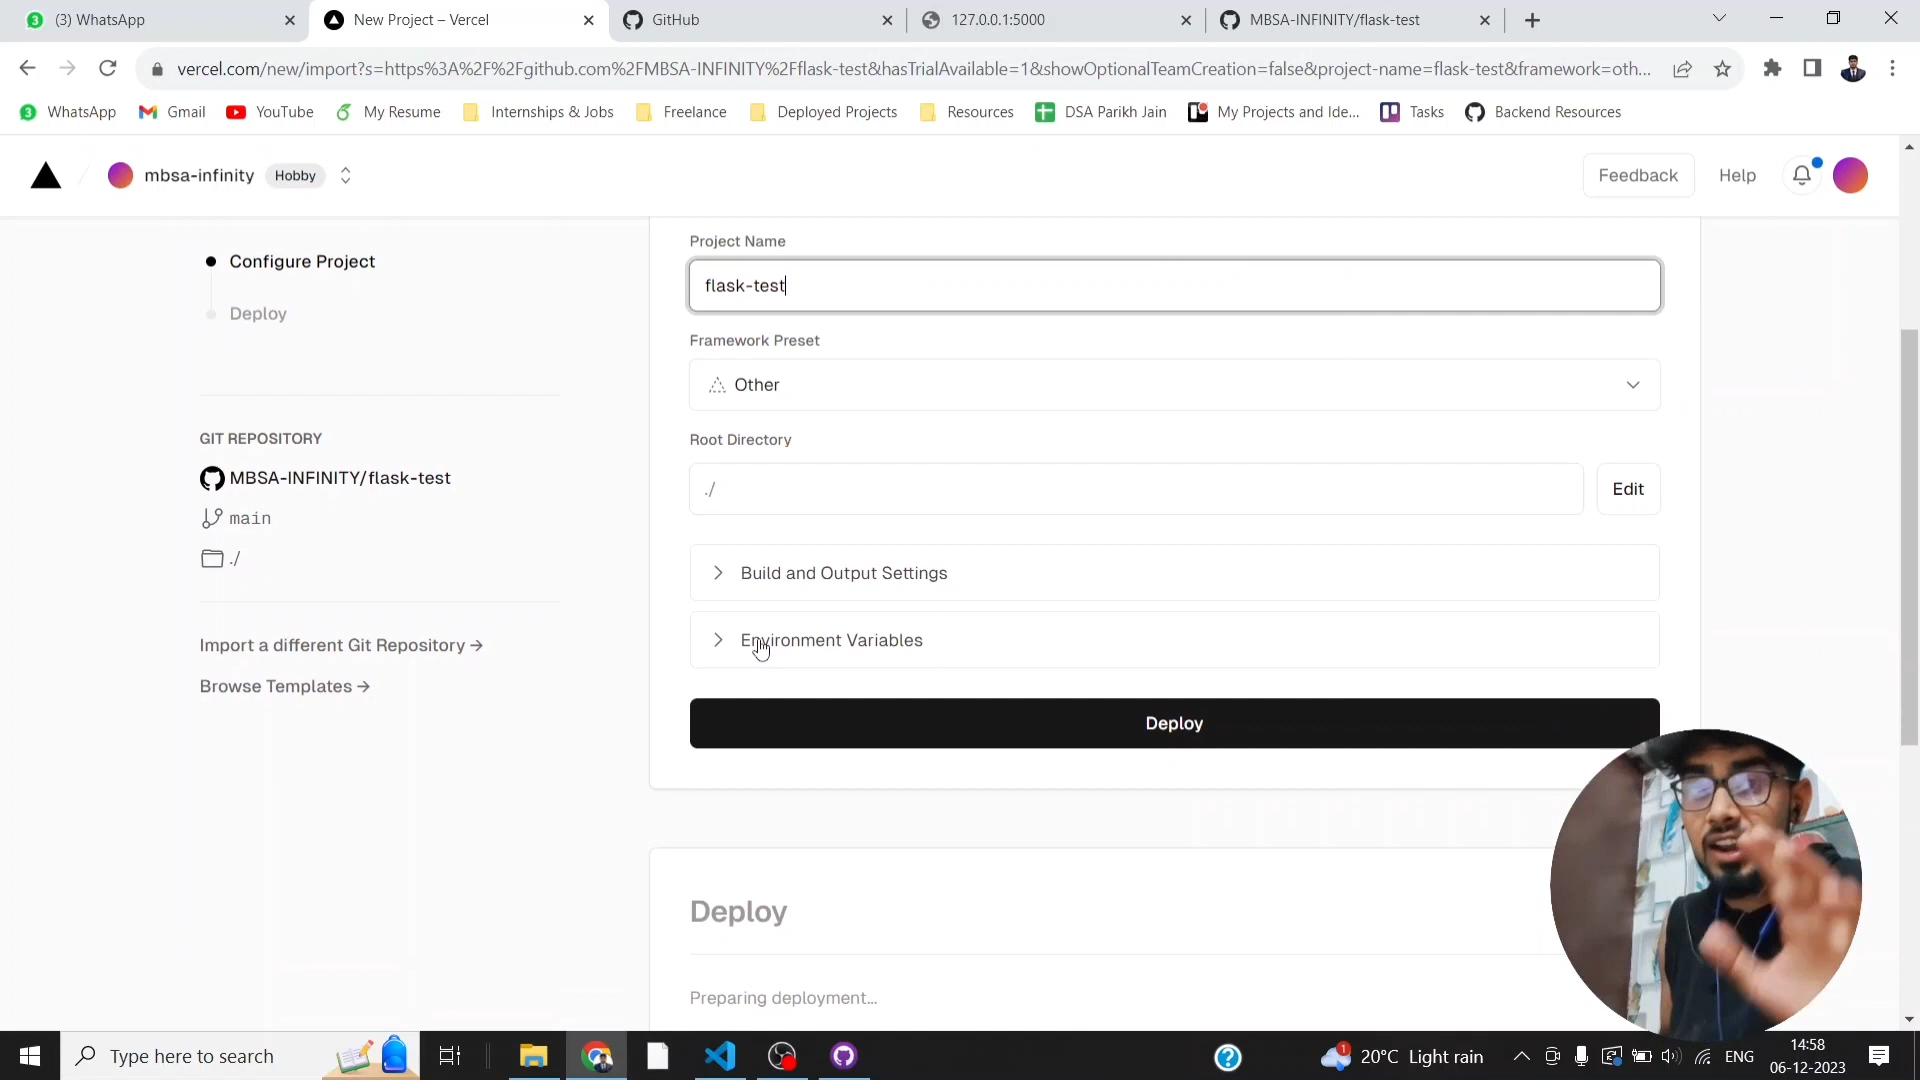 3 (3) WhatsApp
New Project – Vercel
GitHub
127.0.0.1:5000
MBSA-INFINITY/flask-test
vercel.com/new/import?s=https%3A%2F%2Fgithub.com%2FMBSA-INFINITY%2Fflask-test&hasTrialAvailable=1&showOptionalTeamCreation=false&project-name=flask-test&framework=oth...
3 WhatsApp
Gmail
YouTube
My Resume
Internships & Jobs
Freelance
Deployed Projects
Resources
DSA Parikh Jain
My Projects and Ide...
Tasks
Backend Resources
mbsa-infinity Hobby
Feedback
Help
Configure Project
Deploy
GIT REPOSITORY
MBSA-INFINITY/flask-test
main
./
Import a different Git Repository →
Browse Templates →
Project Name
flask-test
Framework Preset
Other
Root Directory
./
Edit
Build and Output Settings
Environment Variables
Deploy
Deploy
Preparing deployment...
Type here to search
1
20°C Light rain
ENG
14:58
06-12-2023